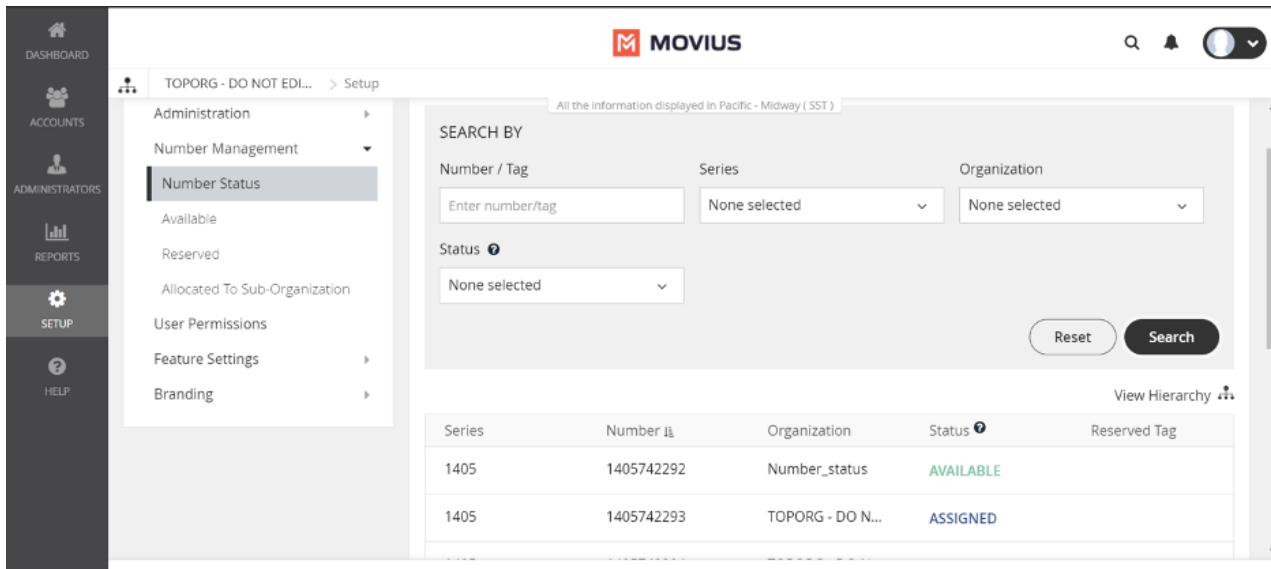 MOVIUS
DASHBOARD
ACCOUNTS
ADMINISTRATORS
REPORTS
SETUP
HELP
TOPORG - DO NOT EDI... > Setup
All the information displayed in Pacific - Midway ( SST )
Administration
Number Management
Number Status
Available
Reserved
Allocated To Sub-Organization
User Permissions
Feature Settings
Branding
SEARCH BY
Number / Tag Series Organization
Enter number/tag None selected None selected
Status
None selected
Reset Search
View Hierarchy
Series Number Organization Status Reserved Tag
1405 1405742292 Number_status AVAILABLE
1405 1405742293 TOPORG - DO N... ASSIGNED